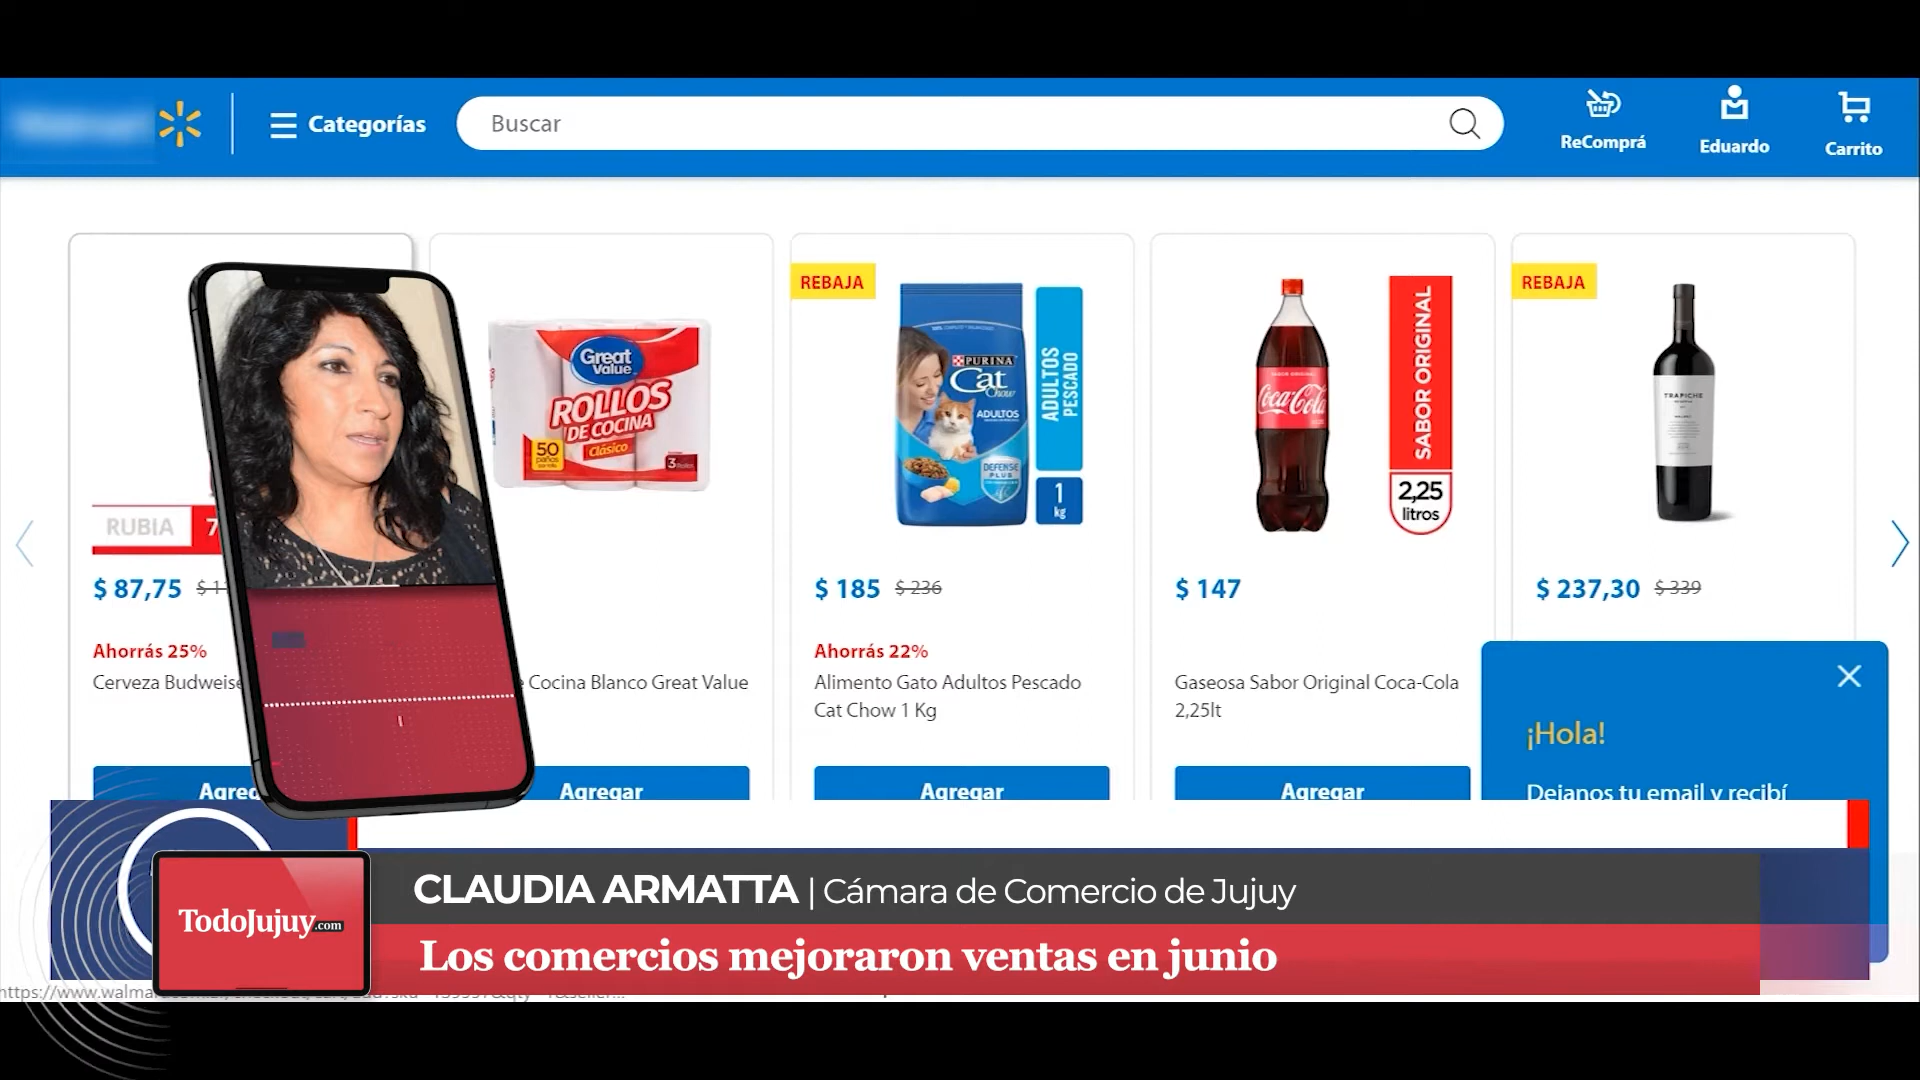 Categorías
Buscar
ReComprá
Eduardo
Carrito
RUBIA
$ 87,75
Ahorrás 25%
Cerveza
Agregar
Great
Value
ROLLOS
DE COCINA
Clásico
50
paños
3
Cocina Blanco Great Value
Agregar
REBAJA
PURINA
Cat
Chow
ADULTOS
DEFENSE
PLUS
ADULTOS
PESCADO
1
kg
$ 185 $ 236
Ahorrás 22%
Alimento Gato Adultos Pescado
Cat Chow 1 Kg
Agregar
Coca-Cola
SABOR ORIGINAL
2,25
litros
$ 147
Gaseosa Sabor Original Coca-Cola
2,25lt
Agregar
REBAJA
TRAPICHE
$ 237,30 $ 339
¡Hola!
Dejanos tu email y recibí
TodoJujuy.com
CLAUDIA ARMATTA | Cámara de Comercio de Jujuy
Los comercios mejoraron ventas en junio